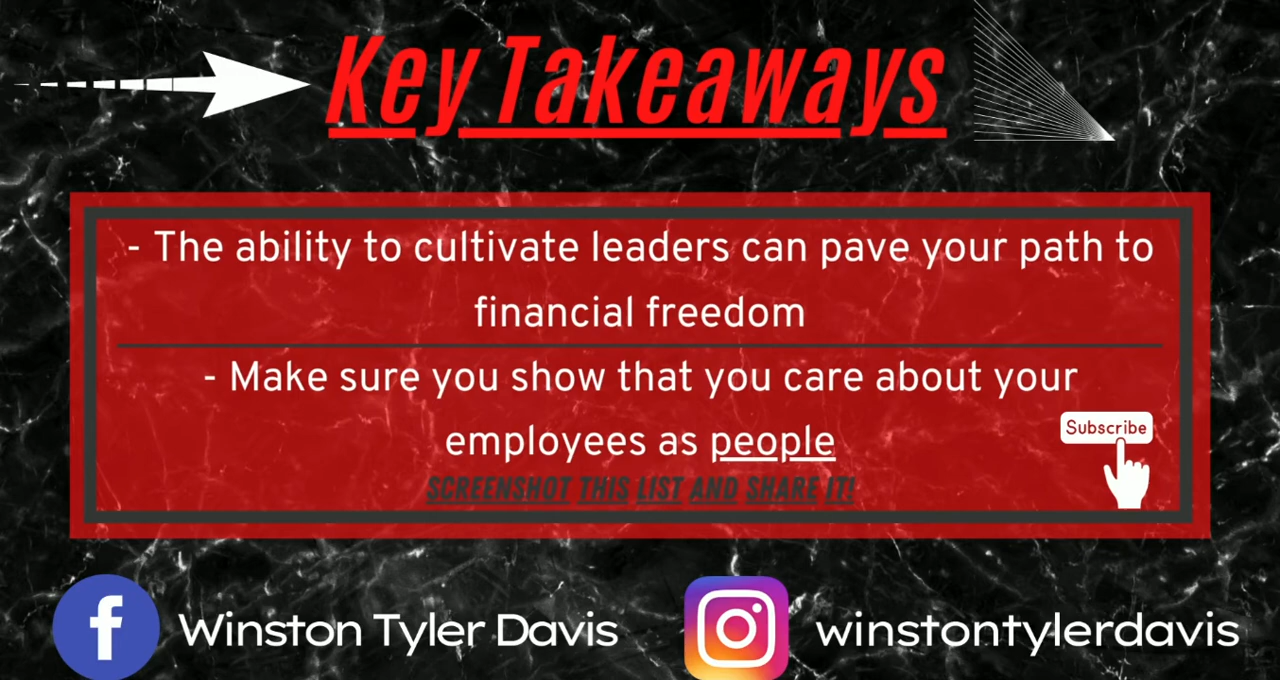 Key Takeaways
- The ability to cultivate leaders can pave your path to
financial freedom
- Make sure you show that you care about your
employees as people
Subscribe
SCREENSHOT THIS LIST AND SHARE IT!
f Winston Tyler Davis
winstontylerdavis